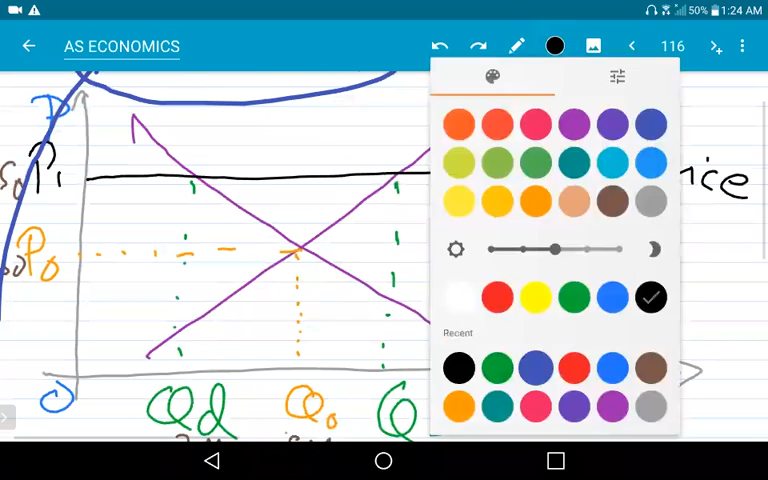 50% 1:24 AM
AS ECONOMICS 116
P
P1 rice
P0
Recent
O Qd Q0 Q